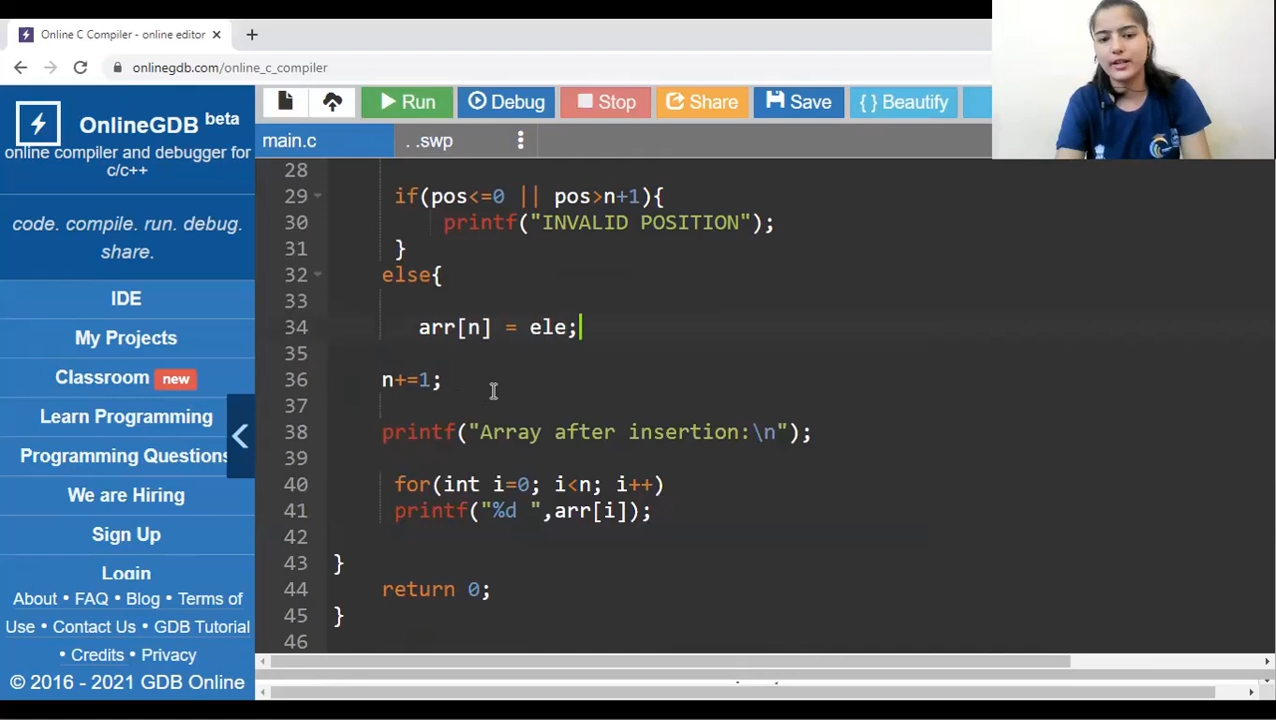 Online C Compiler - online editor
onlinegdb.com/online_c_compiler
OnlineGDB beta
online compiler and debugger for
c/c++
code. compile. run. debug.
share.
IDE
My Projects
Classroom new
Learn Programming
Programming Questions
We are Hiring
Sign Up
Login
About • FAQ • Blog • Terms of
Use • Contact Us • GDB Tutorial
• Credits • Privacy
© 2016 - 2021 GDB Online
Run Debug Stop Share Save { } Beautify
main.c . .swp
28
29 if(pos<=0 || pos>n+1){
30 printf("INVALID POSITION");
31 }
32 else{
33
34 arr[n] = ele;
35
36 n+=1;
37
38 printf("Array after insertion:\n");
39
40 for(int i=0; i<n; i++)
41 printf("%d ",arr[i]);
42
43 }
44 return 0;
45 }
46